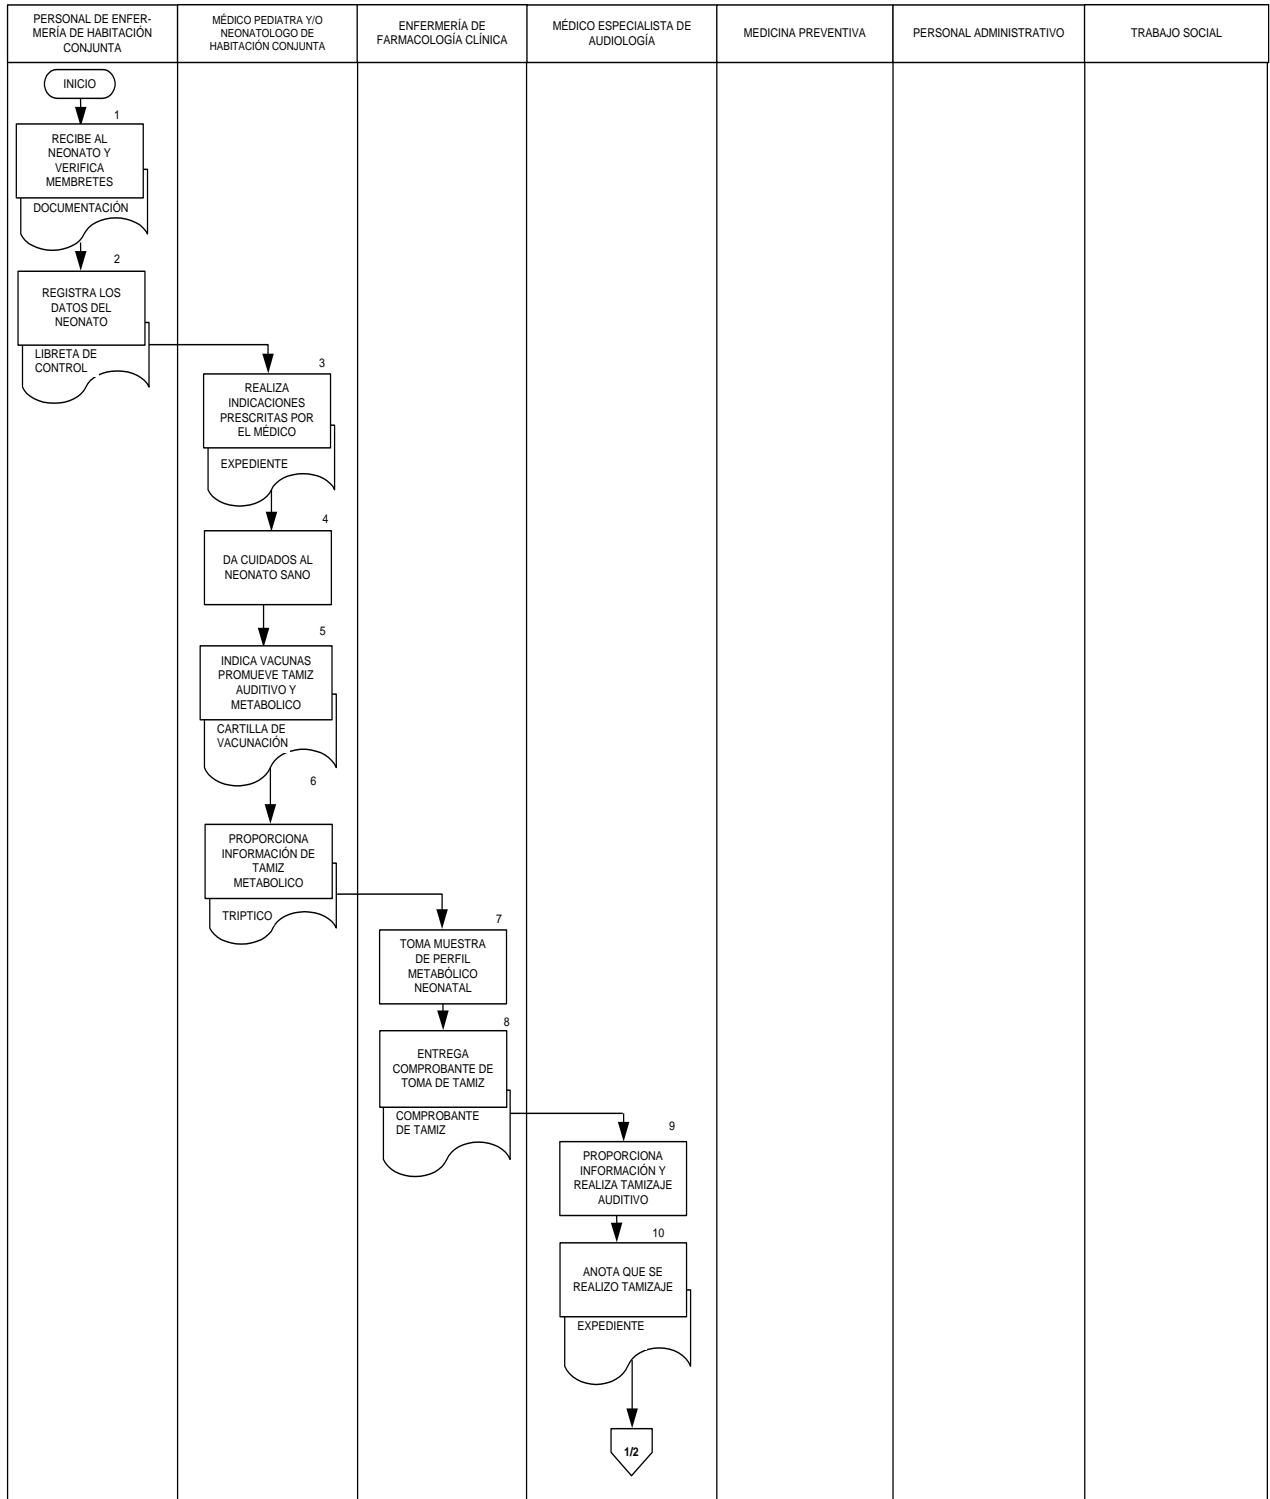 PERSONAL DE ENFER-
MERÍA DE HABITACIÓN
CONJUNTA
MÉDICO PEDIATRA Y/O
NEONATOLOGO DE
HABITACIÓN CONJUNTA
ENFERMERÍA DE
FARMACOLOGÍA CLÍNICA
MÉDICO ESPECIALISTA DE
AUDIOLOGÍA
MEDICINA PREVENTIVA
PERSONAL ADMINISTRATIVO
TRABAJO SOCIAL
INICIO
1
RECIBE AL
NEONATO Y
VERIFICA
MEMBRETES
DOCUMENTACIÓN
2
REGISTRA LOS
DATOS DEL
NEONATO
LIBRETA DE
CONTROL
3
REALIZA
INDICACIONES
PRESCRITAS POR
EL MÉDICO
EXPEDIENTE
4
DA CUIDADOS AL
NEONATO SANO
5
INDICA VACUNAS
PROMUEVE TAMIZ
AUDITIVO Y
METABOLICO
CARTILLA DE
VACUNACIÓN
6
PROPORCIONA
INFORMACIÓN DE
TAMIZ
METABOLICO
TRIPTICO
7
TOMA MUESTRA
DE PERFIL
METABÓLICO
NEONATAL
8
ENTREGA
COMPROBANTE DE
TOMA DE TAMIZ
COMPROBANTE
DE TAMIZ
9
PROPORCIONA
INFORMACIÓN Y
REALIZA TAMIZAJE
AUDITIVO
10
ANOTA QUE SE
REALIZO TAMIZAJE
EXPEDIENTE
1/2